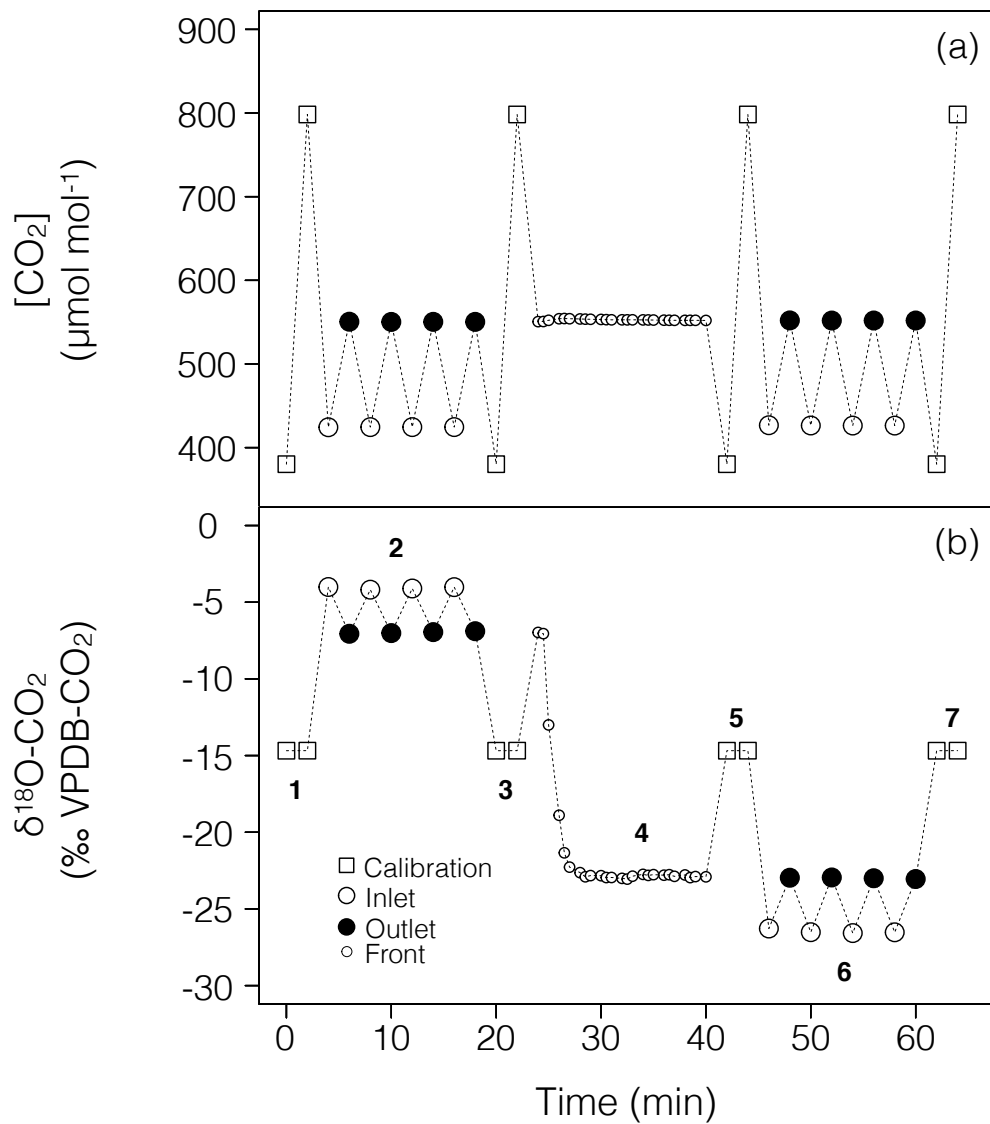 (a)
900
800
700
600
500
400
[CO₂]
(µmol mol⁻¹)
(b)
0
-5
-10
-15
-20
-25
-30
δ¹⁸O-CO₂
(‰ VPDB-CO₂)
2
1
3
4
5
7
6
Calibration
Inlet
Outlet
Front
0 10 20 30 40 50 60
Time (min)